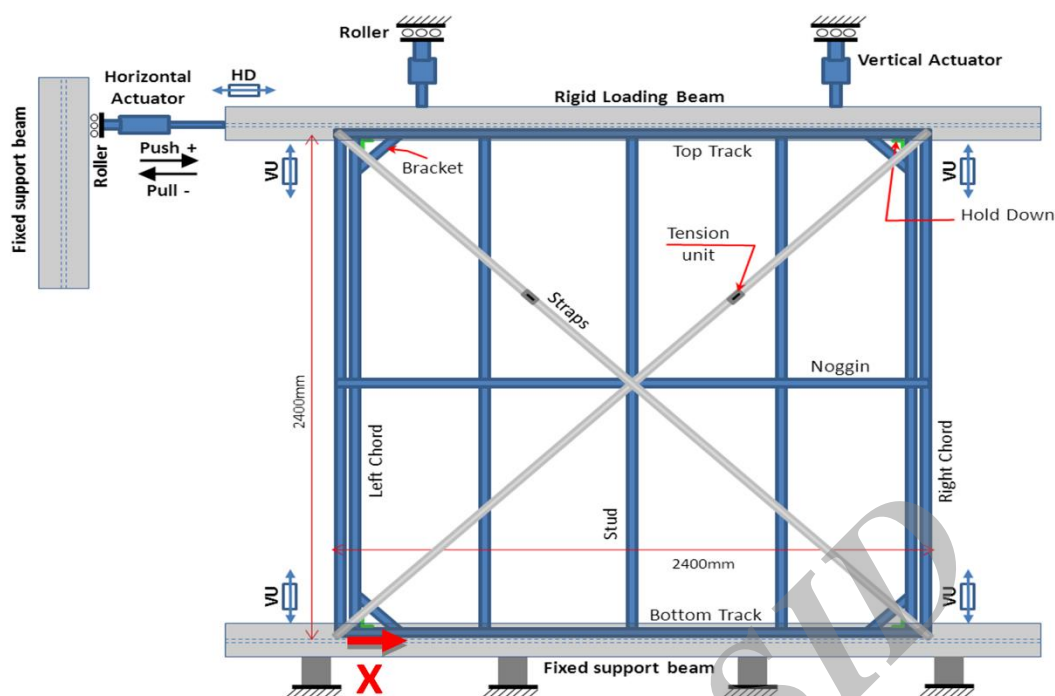 Roller
Vertical Actuator
Horizontal
Actuator
HD
Rigid Loading Beam
Fixed support beam
Roller
Push +
Pull -
VU
Bracket
Top Track
VU
Hold Down
Tension
unit
Straps
Noggin
2400mm
Left Chord
Stud
Right Chord
2400mm
VU
Bottom Track
VU
X
Fixed support beam
SID